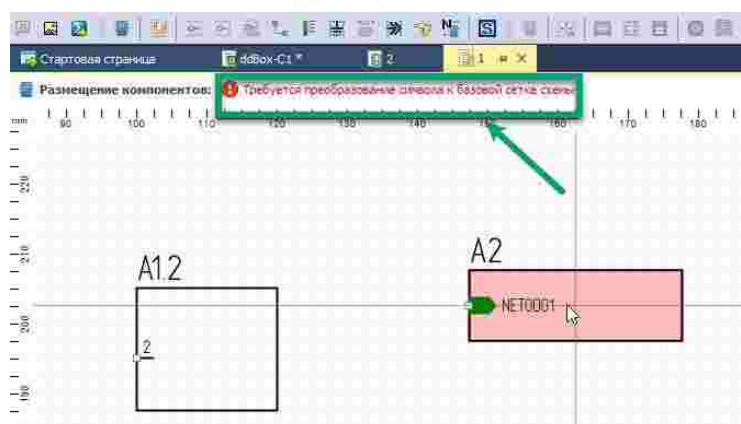 Стартовая страница ddBox-C1 * 2 1
Размещение компонентов: Требуется преобразование символа к базовой сетке схемы
mm 90 100 110 120 130 140 150 160 170 180
220
210
A2
A1.2
NET0001
200
2
190